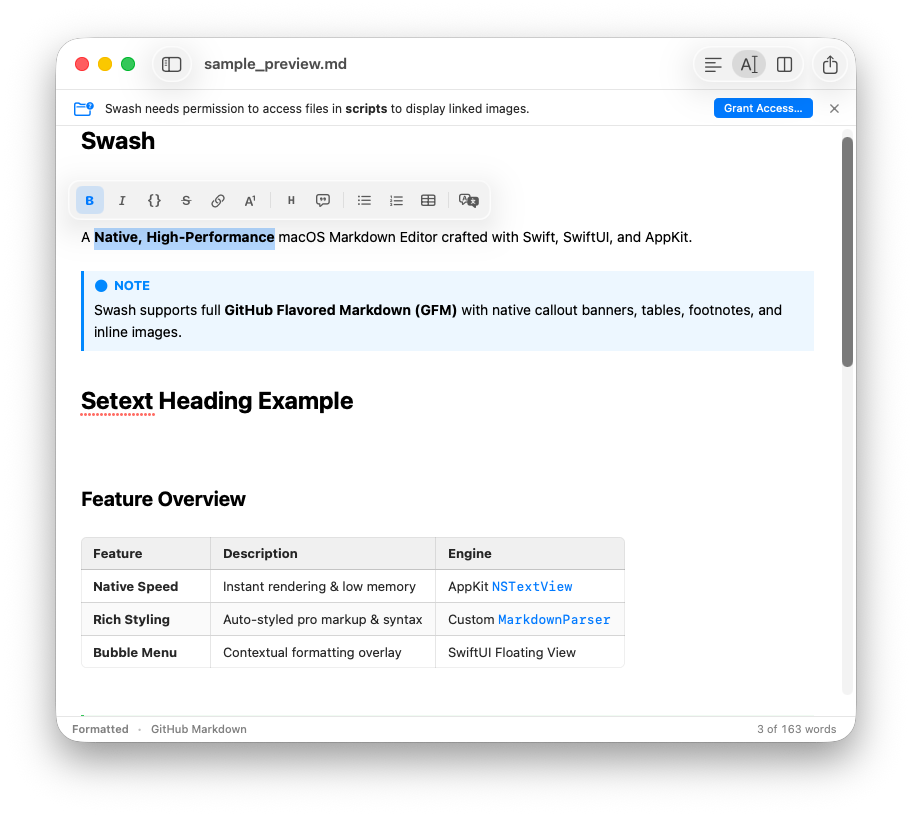 sample_preview.md
Swash needs permission to access files in scripts to display linked images.
Grant Access...
Swash
B I {} S A¹ H
A Native, High-Performance macOS Markdown Editor crafted with Swift, SwiftUI, and AppKit.
NOTE
Swash supports full GitHub Flavored Markdown (GFM) with native callout banners, tables, footnotes, and
inline images.
Setext Heading Example
Feature Overview
Feature Description Engine
Native Speed Instant rendering & low memory AppKit NSTextView
Rich Styling Auto-styled pro markup & syntax Custom MarkdownParser
Bubble Menu Contextual formatting overlay SwiftUI Floating View
Formatted · GitHub Markdown 3 of 163 words